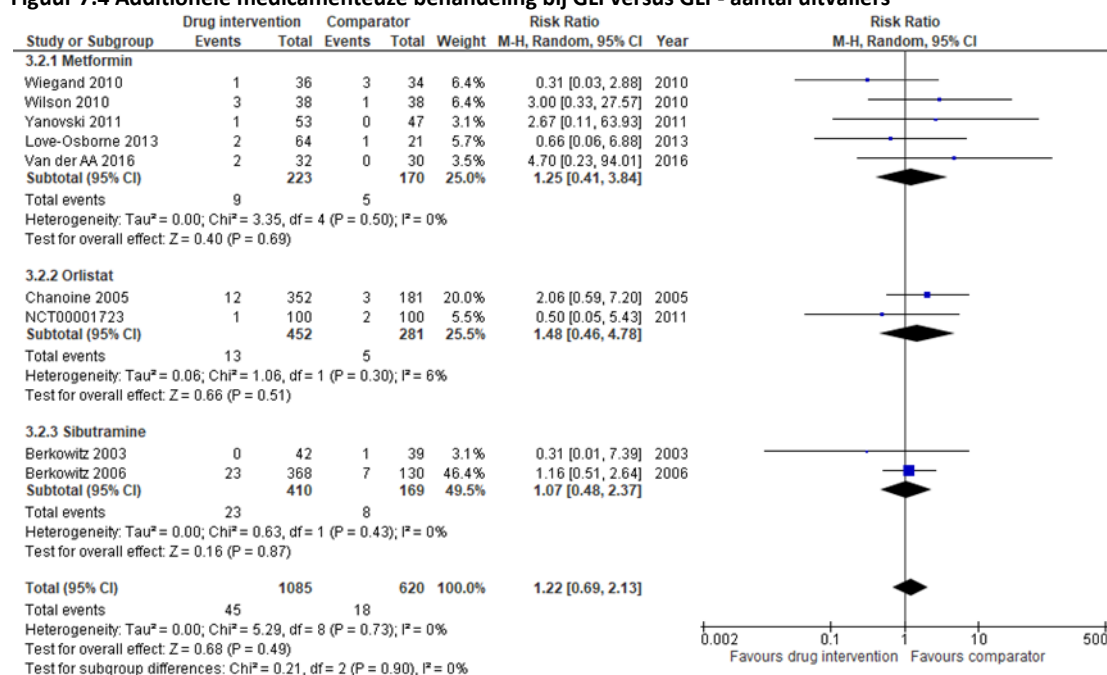 Figuur 7.4 Additionele medicamenteuze behandeling bij GLI versus GLI - aantal uitvallers
Drug intervention Comparator Risk Ratio Risk Ratio
Study or Subgroup Events Total Events Total Weight M-H, Random, 95% CI Year M-H, Random, 95% CI
3.2.1 Metformin
Wiegand 2010 1 36 3 34 6.4% 0.31 [0.03, 2.88] 2010
Wilson 2010 3 38 1 38 6.4% 3.00 [0.33, 27.57] 2010
Yanovski 2011 1 53 0 47 3.1% 2.67 [0.11, 63.93] 2011
Love-Osborne 2013 2 64 1 21 5.7% 0.66 [0.06, 6.88] 2013
Van der AA 2016 2 32 0 30 3.5% 4.70 [0.23, 94.01] 2016
Subtotal (95% CI) 223 170 25.0% 1.25 [0.41, 3.84]
Total events 9 5
Heterogeneity: Tau² = 0.00; Chi² = 3.35, df = 4 (P = 0.50); I² = 0%
Test for overall effect: Z = 0.40 (P = 0.69)
3.2.2 Orlistat
Chanoine 2005 12 352 3 181 20.0% 2.06 [0.59, 7.20] 2005
NCT00001723 1 100 2 100 5.5% 0.50 [0.05, 5.43] 2011
Subtotal (95% CI) 452 281 25.5% 1.48 [0.46, 4.78]
Total events 13 5
Heterogeneity: Tau² = 0.06; Chi² = 1.06, df = 1 (P = 0.30); I² = 6%
Test for overall effect: Z = 0.66 (P = 0.51)
3.2.3 Sibutramine
Berkowitz 2003 0 42 1 39 3.1% 0.31 [0.01, 7.39] 2003
Berkowitz 2006 23 368 7 130 46.4% 1.16 [0.51, 2.64] 2006
Subtotal (95% CI) 410 169 49.5% 1.07 [0.48, 2.37]
Total events 23 8
Heterogeneity: Tau² = 0.00; Chi² = 0.63, df = 1 (P = 0.43); I² = 0%
Test for overall effect: Z = 0.16 (P = 0.87)
Total (95% CI) 1085 620 100.0% 1.22 [0.69, 2.13]
Total events 45 18
Heterogeneity: Tau² = 0.00; Chi² = 5.29, df = 8 (P = 0.73); I² = 0%
Test for overall effect: Z = 0.68 (P = 0.49)
Test for subgroup differences: Chi² = 0.21, df = 2 (P = 0.90), I² = 0%
0.002 0.1 1 10 500
Favours drug intervention Favours comparator